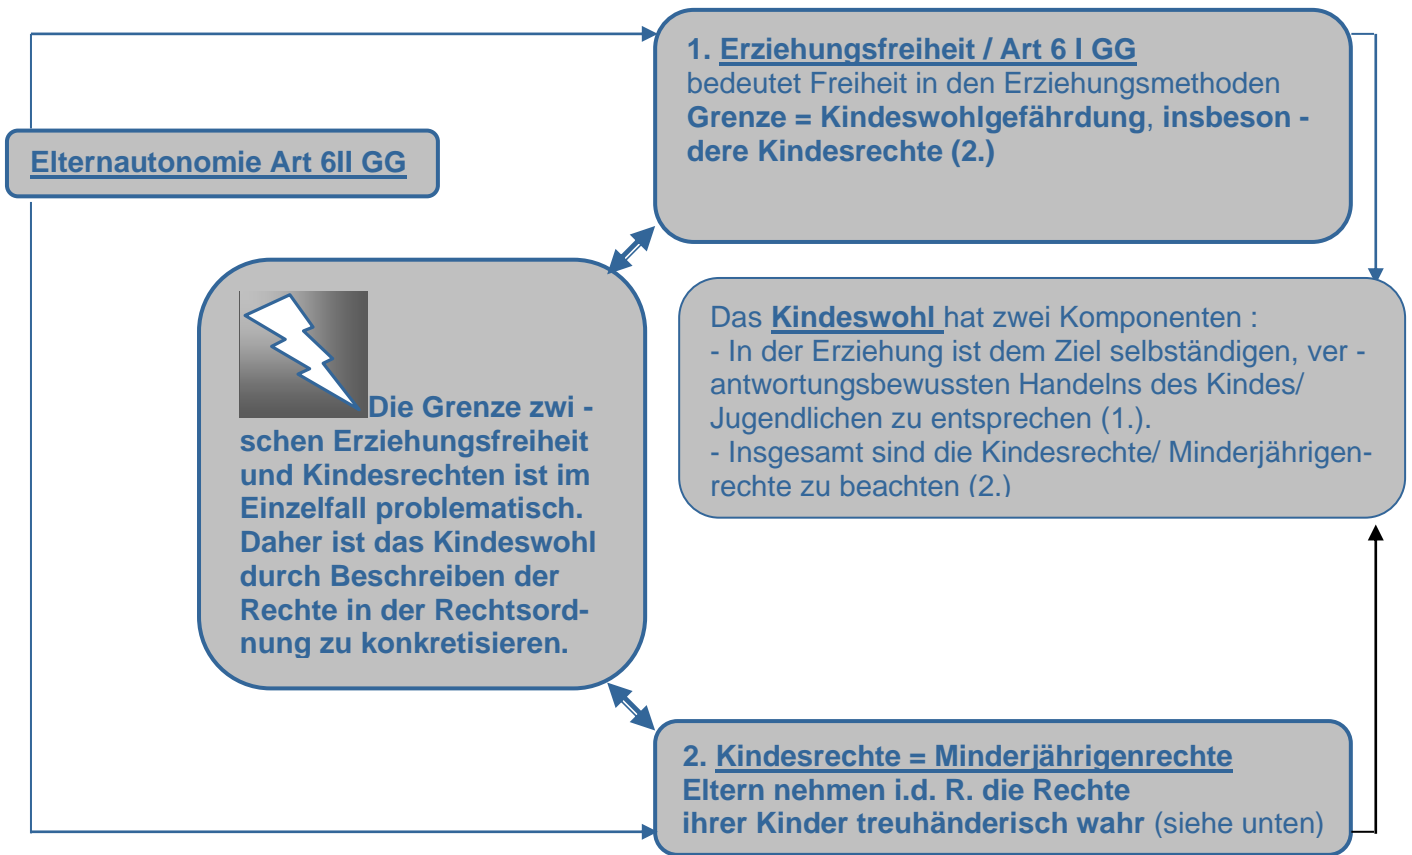 1. Erziehungsfreiheit / Art 6 I GG
bedeutet Freiheit in den Erziehungsmethoden
Grenze = Kindeswohlgefährdung, insbeson -
dere Kindesrechte (2.)
Elternautonomie Art 6II GG
Das Kindeswohl hat zwei Komponenten :
- In der Erziehung ist dem Ziel selbständigen, ver -
antwortungsbewussten Handelns des Kindes/
Jugendlichen zu entsprechen (1.).
- Insgesamt sind die Kindesrechte/ Minderjährigen-
rechte zu beachten (2.)
Die Grenze zwi -
schen Erziehungsfreiheit
und Kindesrechten ist im
Einzelfall problematisch.
Daher ist das Kindeswohl
durch Beschreiben der
Rechte in der Rechtsord-
nung zu konkretisieren.
2. Kindesrechte = Minderjährigenrechte
Eltern nehmen i.d. R. die Rechte
ihrer Kinder treuhänderisch wahr (siehe unten)